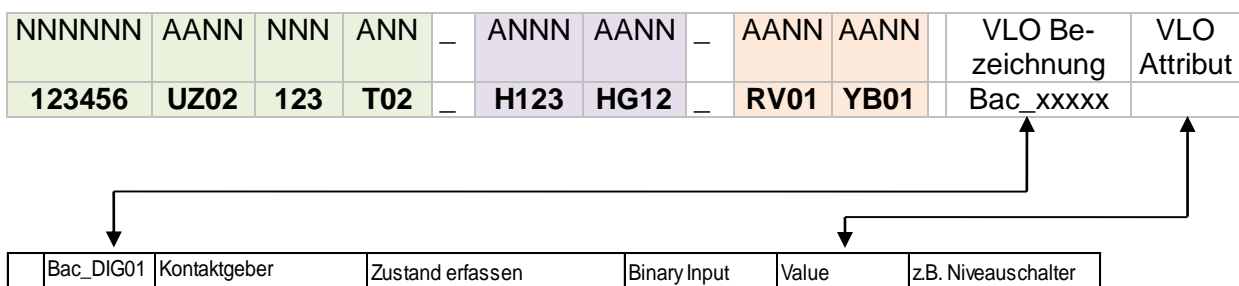 NNNNNN AANN NNN ANN _ ANNN AANN _ AANN AANN VLO Be-
zeichnung VLO
Attribut
123456 UZ02 123 T02 _ H123 HG12 _ RV01 YB01 Bac_xxxxx
Bac_DIG01 Kontaktgeber Zustand erfassen Binary Input Value z.B. Niveauschalter